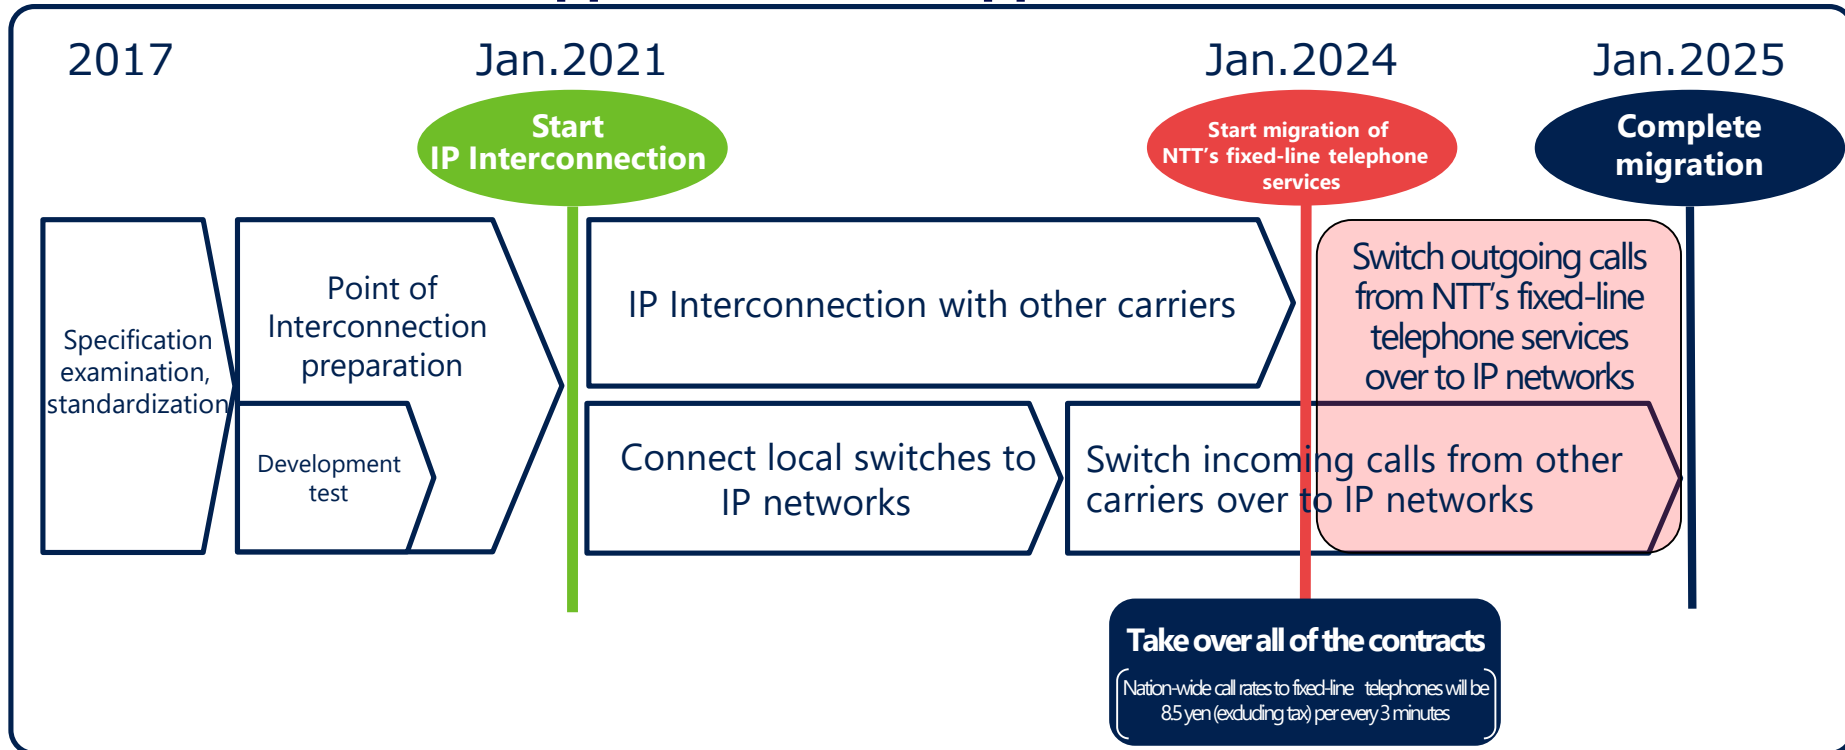 2017
Jan.2021
Jan.2024
Jan.2025
Start
IP Interconnection
Start migration of
NTT's fixed-line telephone
services
Complete
migration
Specification
examination,
standardization
Point of
Interconnection
preparation
Development
test
IP Interconnection with other carriers
Connect local switches to
IP networks
Switch outgoing calls
from NTT's fixed-line
telephone services
over to IP networks
Switch incoming calls from other
carriers over to IP networks
Take over all of the contracts
Nation-wide call rates to fixed-line telephones will be
8.5 yen (excluding tax) per every 3 minutes